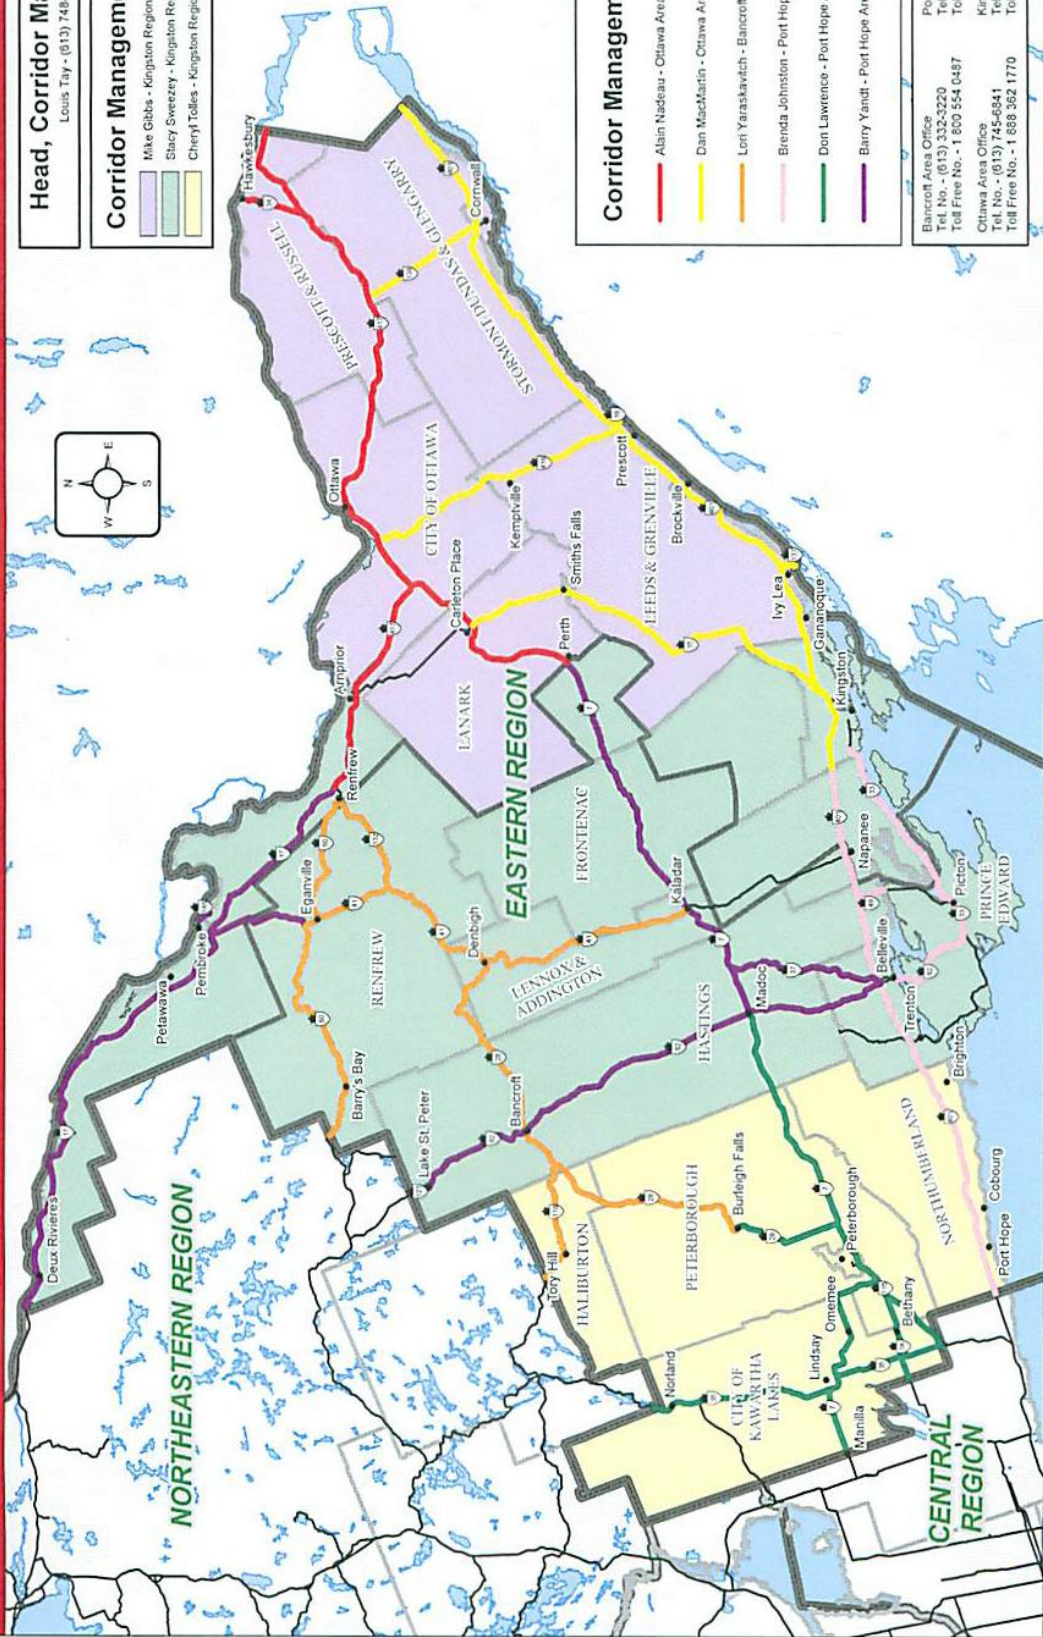 Head, Corridor Ma
Louis Tay - (613) 748-
Corridor Managem
Mike Gibbs - Kingston Region
Stacy Sweezey - Kingston Re
Cheryl Tolles - Kingston Regio
Corridor Managem
Alain Nadeau - Ottawa Area
Dan MacMartin - Ottawa Ar
Lori Yaraskavitch - Bancroft
Brenda Johnston - Port Hop
Don Lawrence - Port Hope
Barry Yandt - Port Hope Are
Bancroft Area Office
Tel. No. - (613) 332-3220
Toll Free No. - 1 800 554 0487
Ottawa Area Office
Tel. No. - (613) 745-6841
Toll Free No. - 1 888 362 1770
Po
Tel
Tol
Kin
Tel
Tol
N
W
E
S
NORTHEASTERN REGION
EASTERN REGION
CENTRAL
REGION
PRESCOTT & RUSSELL
STORMONT DUNDAS & GLENGARRY
CITY OF OTTAWA
LEEDS & GRENVILLE
LANARK
FRONTENAC
RENFREW
LENNOX &
ADDINGTON
HASTINGS
PRINCE
EDWARD
NORTHUMBERLAND
PETERBOROUGH
HALIBURTON
CITY OF
KAWARTHA
LAKES
Deux Rivieres
Petawawa
Pembroke
Eganville
Renfrew
Arnprior
Ottawa
Hawkesbury
Cornwall
Carleton Place
Kemptville
Prescott
Brockville
Smiths Falls
Perth
Ivy Lea
Gananoque
Kingston
Barry's Bay
Denbigh
Kaladar
Napanee
Picton
Belleville
Madoc
Trenton
Brighton
Lake St. Peter
Bancroft
Tory Hill
Burleigh Falls
Peterborough
Cobourg
Port Hope
Norland
Lindsay
Omemee
Bethany
Manilla